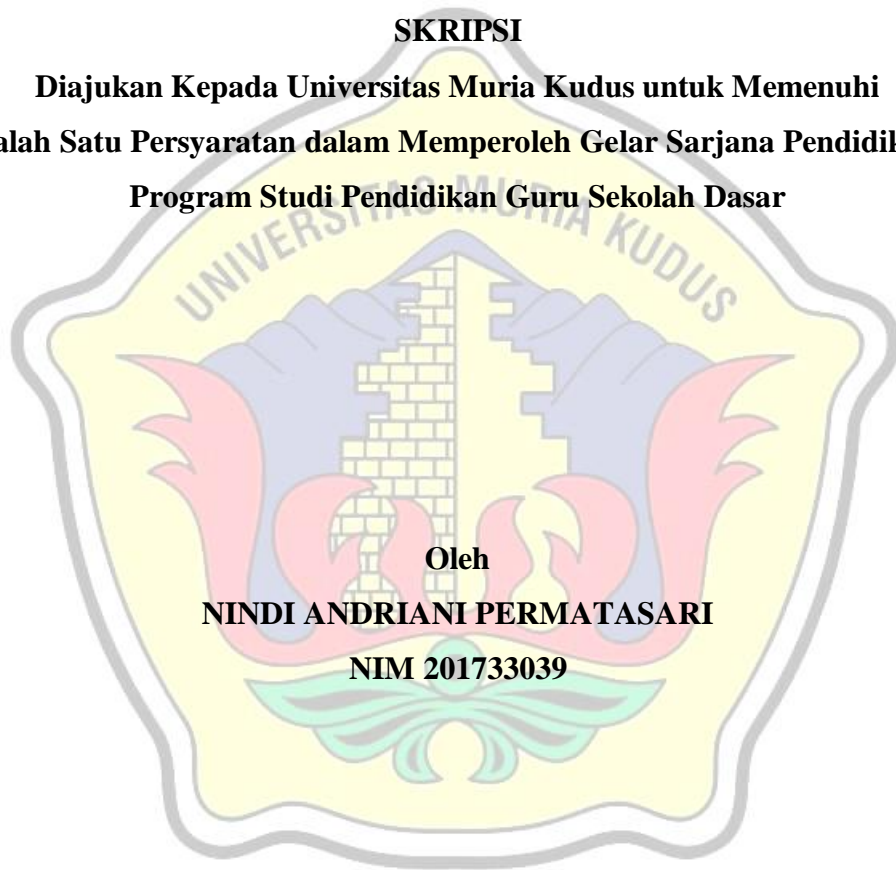 SKRIPSI
Diajukan Kepada Universitas Muria Kudus untuk Memenuhi
Satu Persyaratan dalam Memperoleh Gelar Sarjana
Program Studi Pendidikan Guru Sekolah Dasar
UNIVERSITAS MURIA KUDUS
Oleh
NINDI ANDRIANI PERMATASARI
NIM 201733039